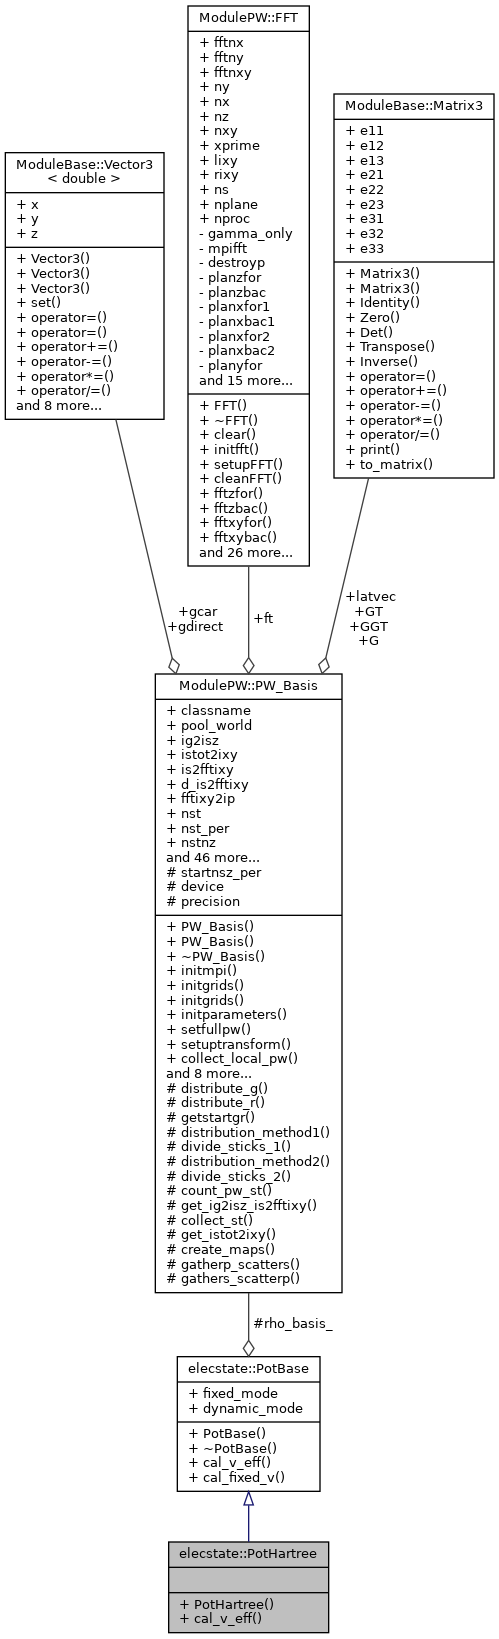 ModulePW::FFT
+ fftnx
+ fftny
+ fftnxy
+ ny
+ nx
+ nz
+ nxy
+ xprime
+ lixy
+ rixy
+ ns
+ nplane
+ nproc
- gamma_only
- mpifft
- destroyp
- planzfor
- planzbac
- planxfor1
- planxbac1
- planxfor2
- planxbac2
- planyfor
and 15 more...
+ FFT()
+ ~FFT()
+ clear()
+ initfft()
+ setupFFT()
+ cleanFFT()
+ fftzfor()
+ fftzbac()
+ fftxyfor()
+ fftxybac()
and 26 more...
ModuleBase::Matrix3
+ e11
+ e12
+ e13
+ e21
+ e22
+ e23
+ e31
+ e32
+ e33
+ Matrix3()
+ Matrix3()
+ Identity()
+ Zero()
+ Det()
+ Transpose()
+ Inverse()
+ operator=()
+ operator+=()
+ operator-=()
+ operator*=()
+ operator/=()
+ print()
+ to_matrix()
ModuleBase::Vector3
< double >
+ x
+ y
+ z
+ Vector3()
+ Vector3()
+ Vector3()
+ set()
+ operator=()
+ operator=()
+ operator+=()
+ operator-=()
+ operator*=()
+ operator/=()
and 8 more...
+gcar
+gdirect
+ft
+latvec
+GT
+GGT
+G
ModulePW::PW_Basis
+ classname
+ pool_world
+ ig2isz
+ istot2ixy
+ is2fftixy
+ d_is2fftixy
+ fftixy2ip
+ nst
+ nst_per
+ nstnz
and 46 more...
# startnsz_per
# device
# precision
+ PW_Basis()
+ PW_Basis()
+ ~PW_Basis()
+ initmpi()
+ initgrids()
+ initgrids()
+ initparameters()
+ setfullpw()
+ setuptransform()
+ collect_local_pw()
and 8 more...
# distribute_g()
# distribute_r()
# getstartgr()
# distribution_method1()
# divide_sticks_1()
# distribution_method2()
# divide_sticks_2()
# count_pw_st()
# get_ig2isz_is2fftixy()
# collect_st()
# get_istot2ixy()
# create_maps()
# gatherp_scatters()
# gathers_scatterp()
#rho_basis_
elecstate::PotBase
+ fixed_mode
+ dynamic_mode
+ PotBase()
+ ~PotBase()
+ cal_v_eff()
+ cal_fixed_v()
elecstate::PotHartree
+ PotHartree()
+ cal_v_eff()